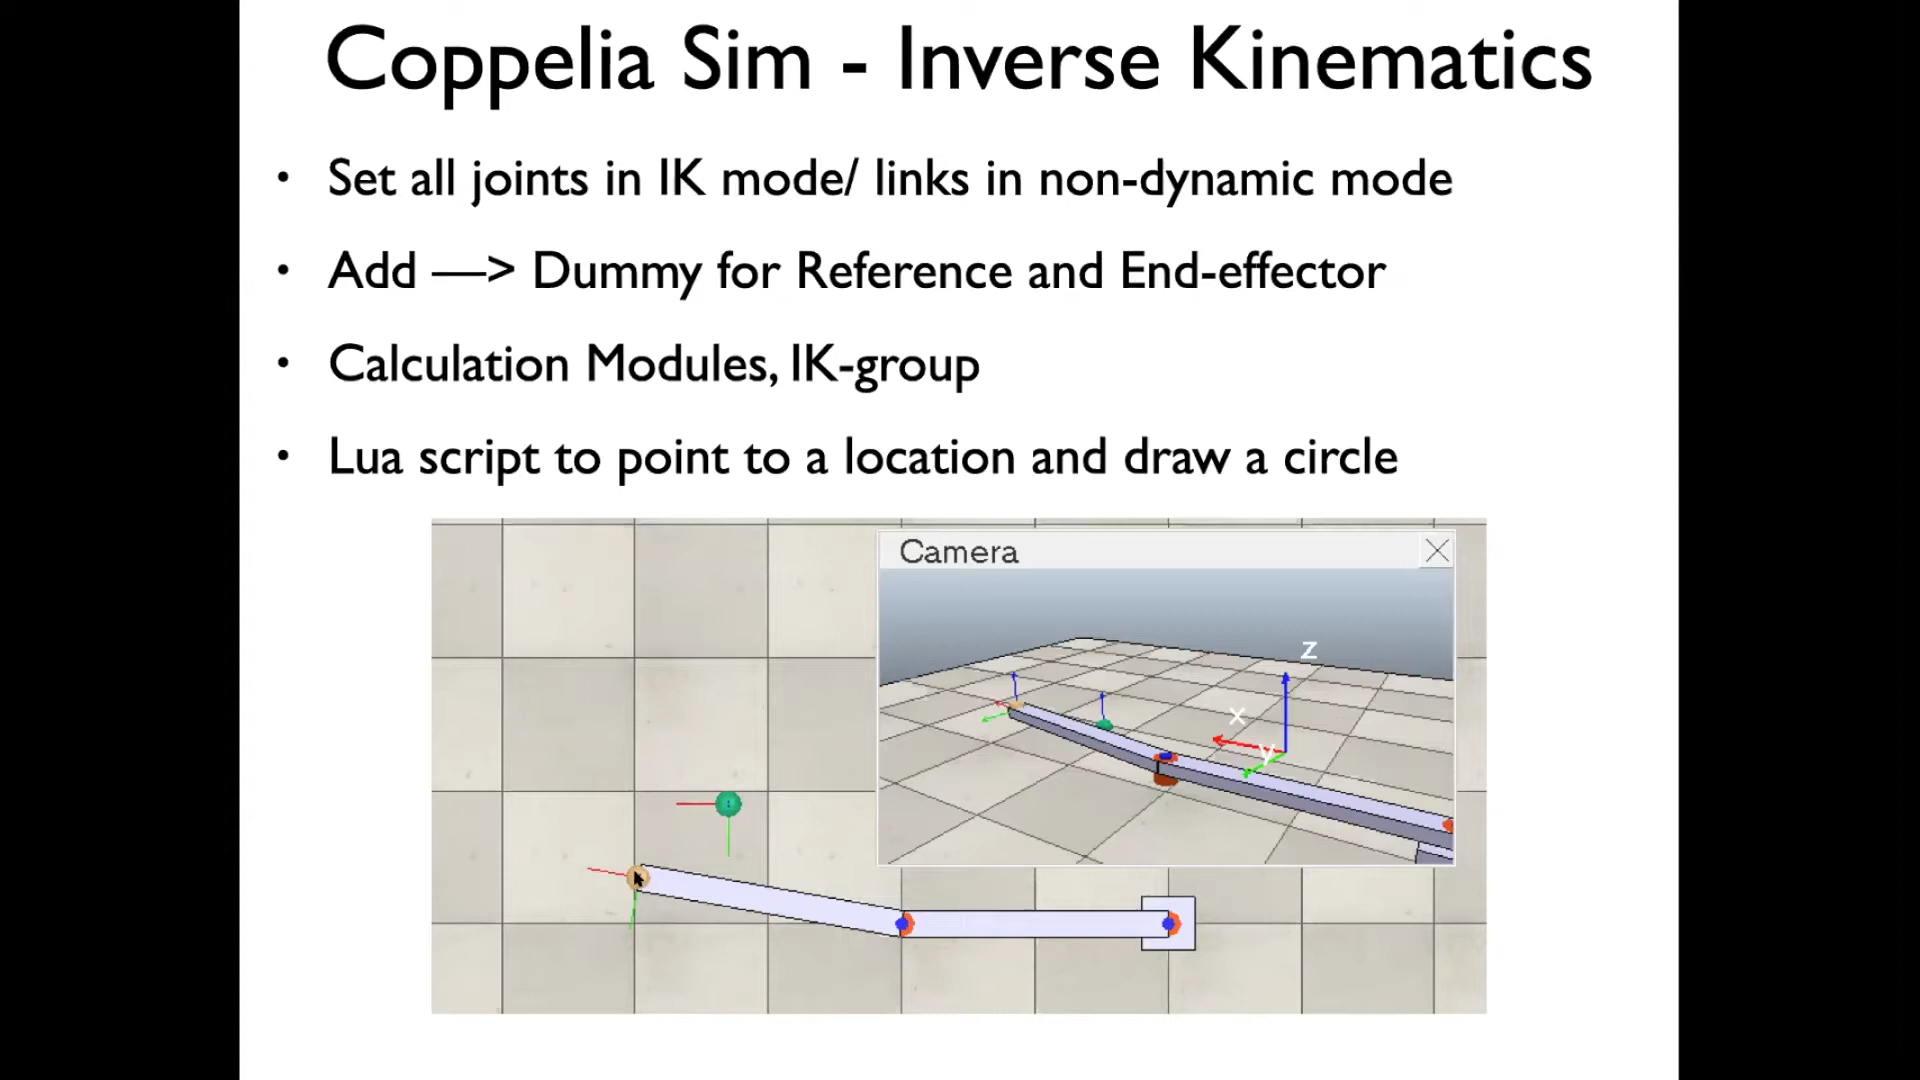 Coppelia Sim - Inverse Kinematics
• Set all joints in IK mode/ links in non-dynamic mode
• Add —> Dummy for Reference and End-effector
• Calculation Modules, IK-group
• Lua script to point to a location and draw a circle
Camera
z
x
y